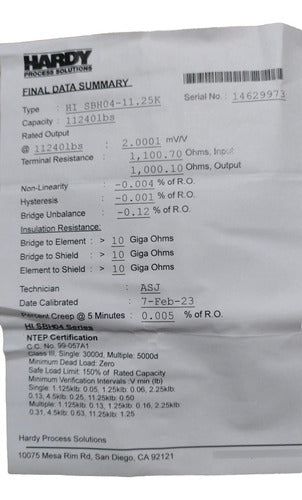 HARDY
PROCESS SOLUTIONS
FINAL DATA SUMMARY
Type : HI SBH04-11.25K Serial No. : 14629973
Capacity : 11240lbs
Rated Output
@ 11240lbs : 2.0001 mV/V
Terminal Resistance : 1,100.70 Ohms, Input
1,000.10 Ohms, Output
Non-Linearity : -0.004 % of R.O.
Hysteresis : -0.001 % of R.O.
Bridge Unbalance : -0.12 % of R.O.
Insulation Resistance:
Bridge to Element : > 10 Giga Ohms
Bridge to Shield : > 10 Giga Ohms
Element to Shield : > 10 Giga Ohms
Technician : ASJ
Date Calibrated : 7-Feb-23
Percent Creep @ 5 Minutes : 0.005 % of R.O.
HI SBH04 Series
NTEP Certification
C.C. No. 99-057A1
Class III, Single: 3000d, Multiple: 5000d
Minimum Dead Load: Zero
Safe Load Limit: 150% of Rated Capacity
Minimum Verification Intervals :V min (lb)
Single: 1.125klb: 0.05, 1.25klb: 0.06, 2.25klb:
0.13, 4.5klb: 0.25, 11.25klb: 0.50
Multiple: 1.125klb: 0.13, 1.25klb: 0.16, 2.25klb:
0.31, 4.5klb: 0.63, 11.25klb: 1.25
Hardy Process Solutions
10075 Mesa Rim Rd, San Diego, CA 92121